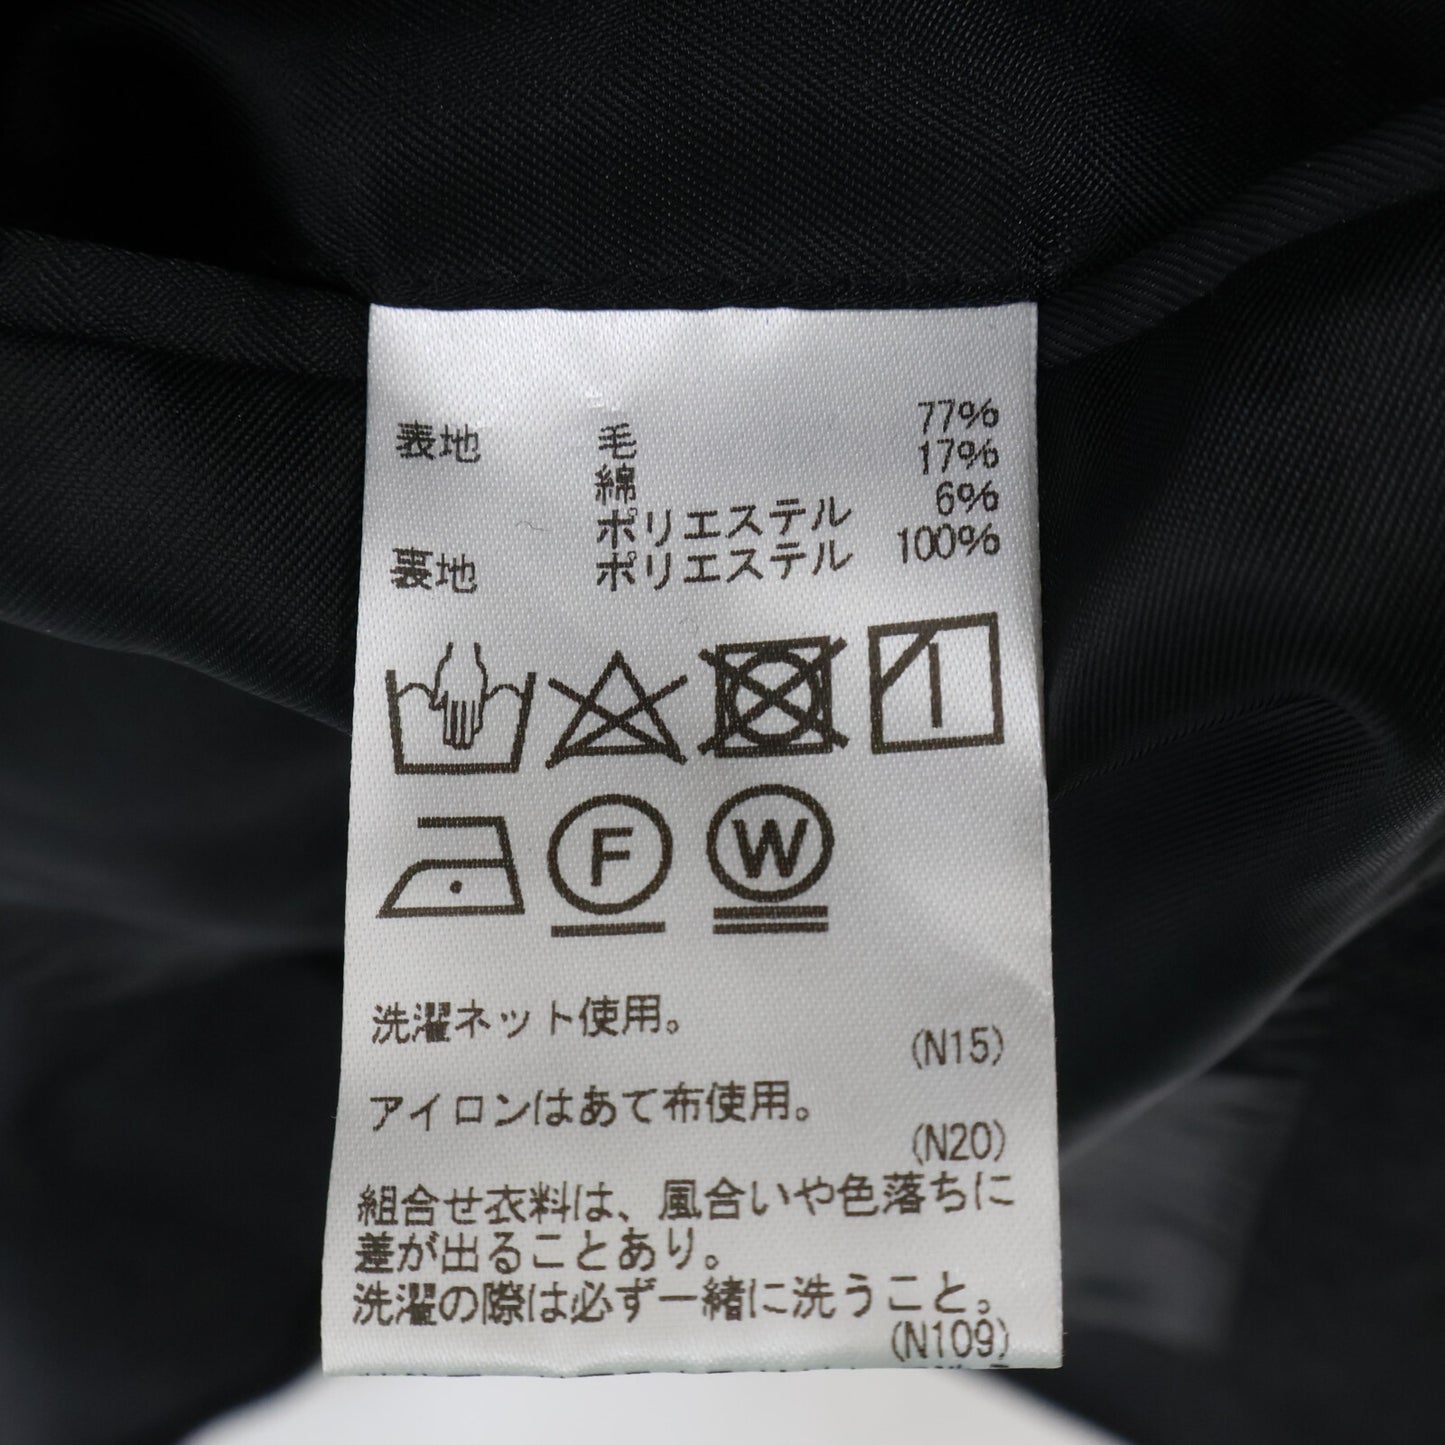 表地 毛 77%
綿 17%
ポリエステル 6%
裏地 ポリエステル 100%
F W
洗濯ネット使用。
(N15)
アイロンはあて布使用。
(N20)
組合せ衣料は、風合いや色落ちに
差が出ることあり。
洗濯の際は必ず一緒に洗うこと。
(N109)